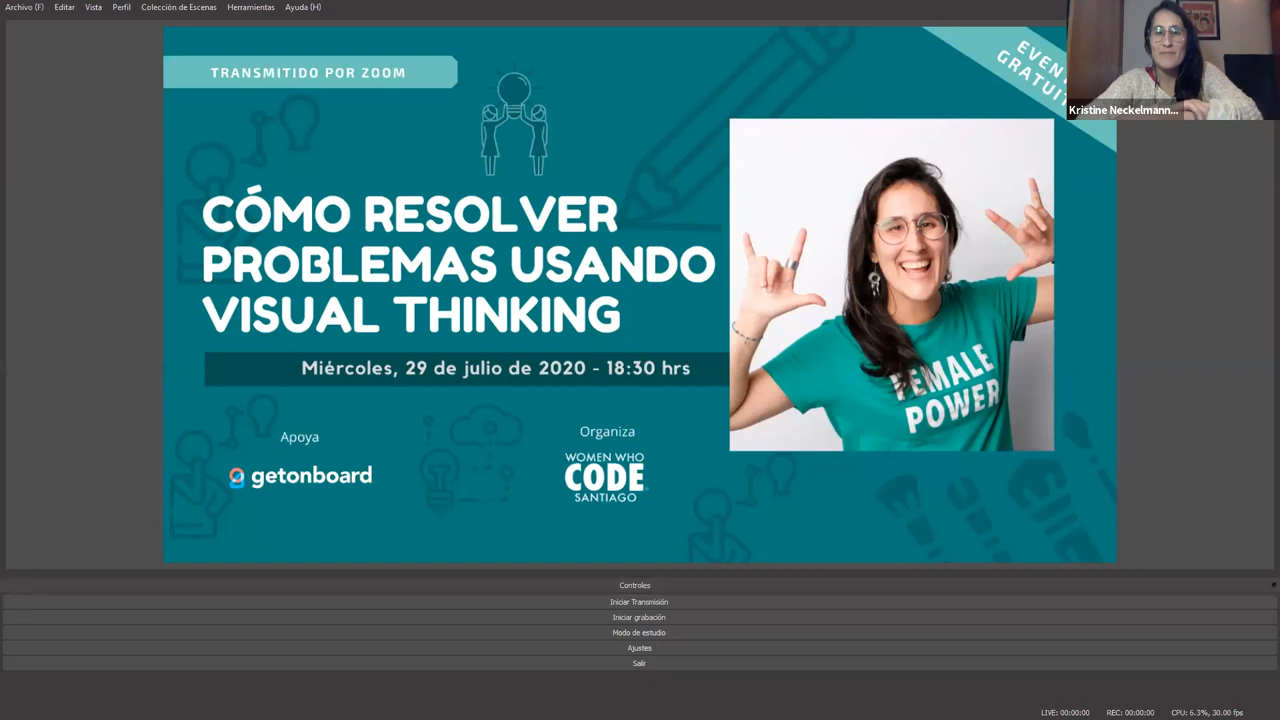 Archivo (F) Editar Vista Perfil Colección de Escenas Herramientas Ayuda (H)
TRANSMITIDO POR ZOOM
Kristine Neckelmann...
CÓMO RESOLVER
PROBLEMAS USANDO
VISUAL THINKING
Miércoles, 29 de julio de 2020 - 18:30 hrs
FEMALE
POWER
Apoya
getonboard
Organiza
WOMEN WHO
CODE
SANTIAGO
Controles
Iniciar Transmisión
Iniciar grabación
Modo de estudio
Ajustes
Salir
LIVE: 00:00:00 REC: 00:00:00 CPU: 6.3%, 30.00 fps